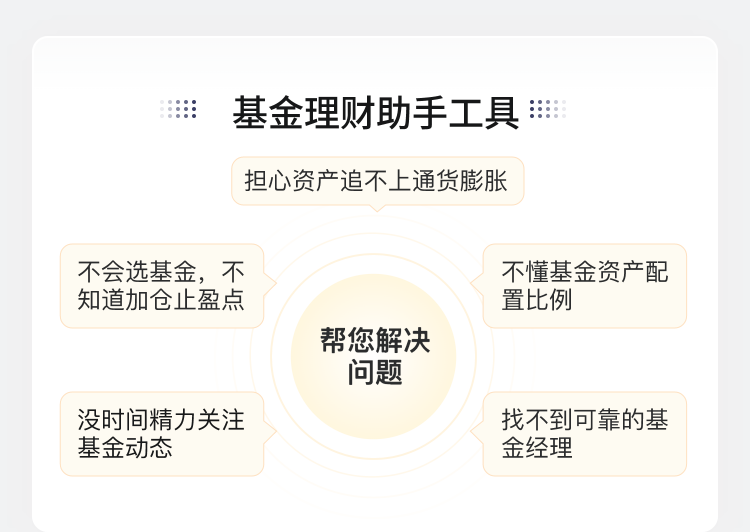 基金理财助手工具
担心资产追不上通货膨胀
不会选基金，不
知道加仓止盈点
不懂基金资产配
置比例
帮您解决
问题
没时间精力关注
基金动态
找不到可靠的基
金经理